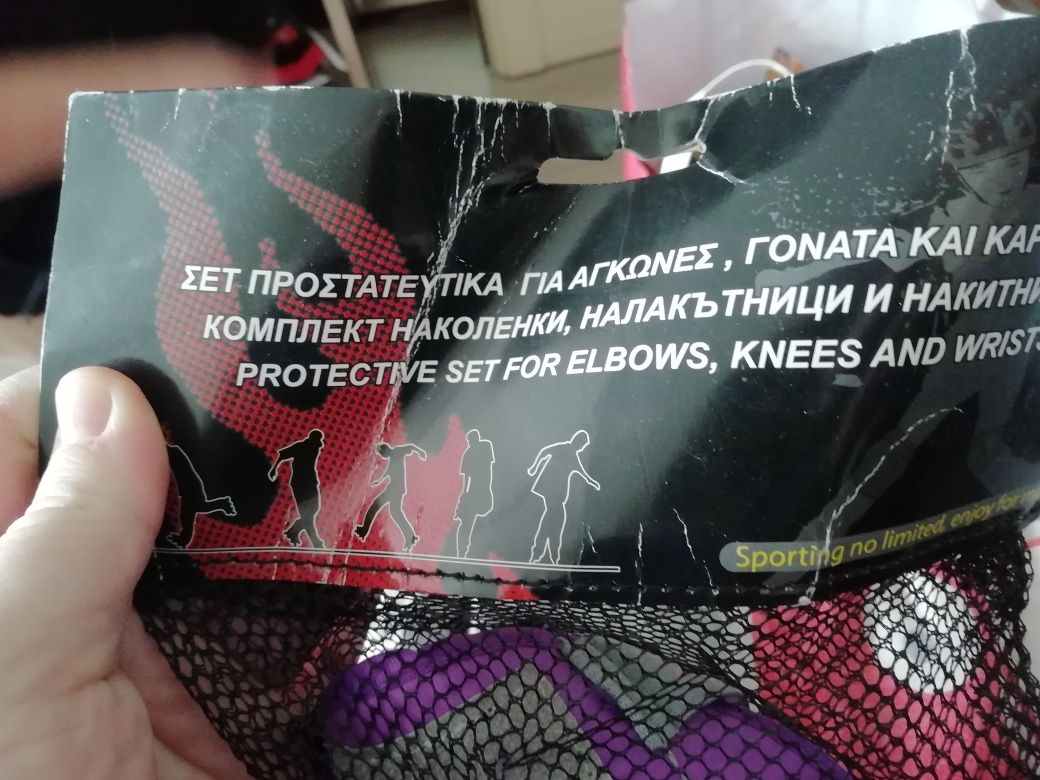 ΣΕΤ ΠΡΟΣΤΑΤΕΥΤΙΚΑ ΓΙΑ ΑΓΚΩΝΕΣ, ΓΟΝΑΤΑ ΚΑΙ
КОМПЛЕКТ НАКОЛЕНКИ, НАЛАКЪТНИЦИ И
PROTECTIVE SET FOR ELBOWS, KNEES AND WRISTS
Sporting no limited, enjoy for